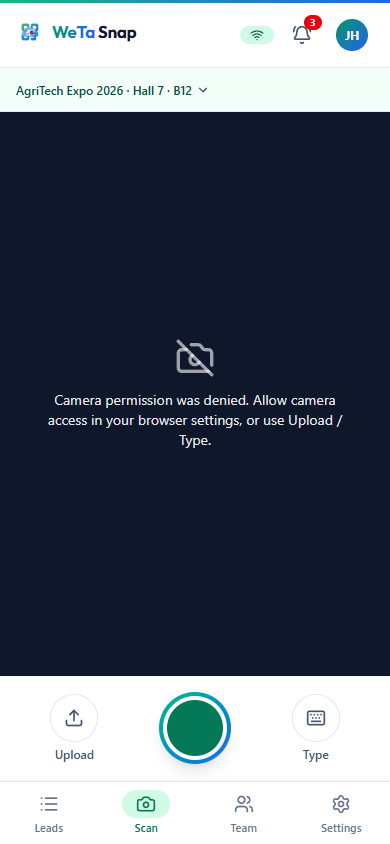 WeTa Snap
3
JH
AgriTech Expo 2026 · Hall 7 · B12
Camera permission was denied. Allow camera
access in your browser settings, or use Upload /
Type.
Upload
Type
Leads
Scan
Team
Settings